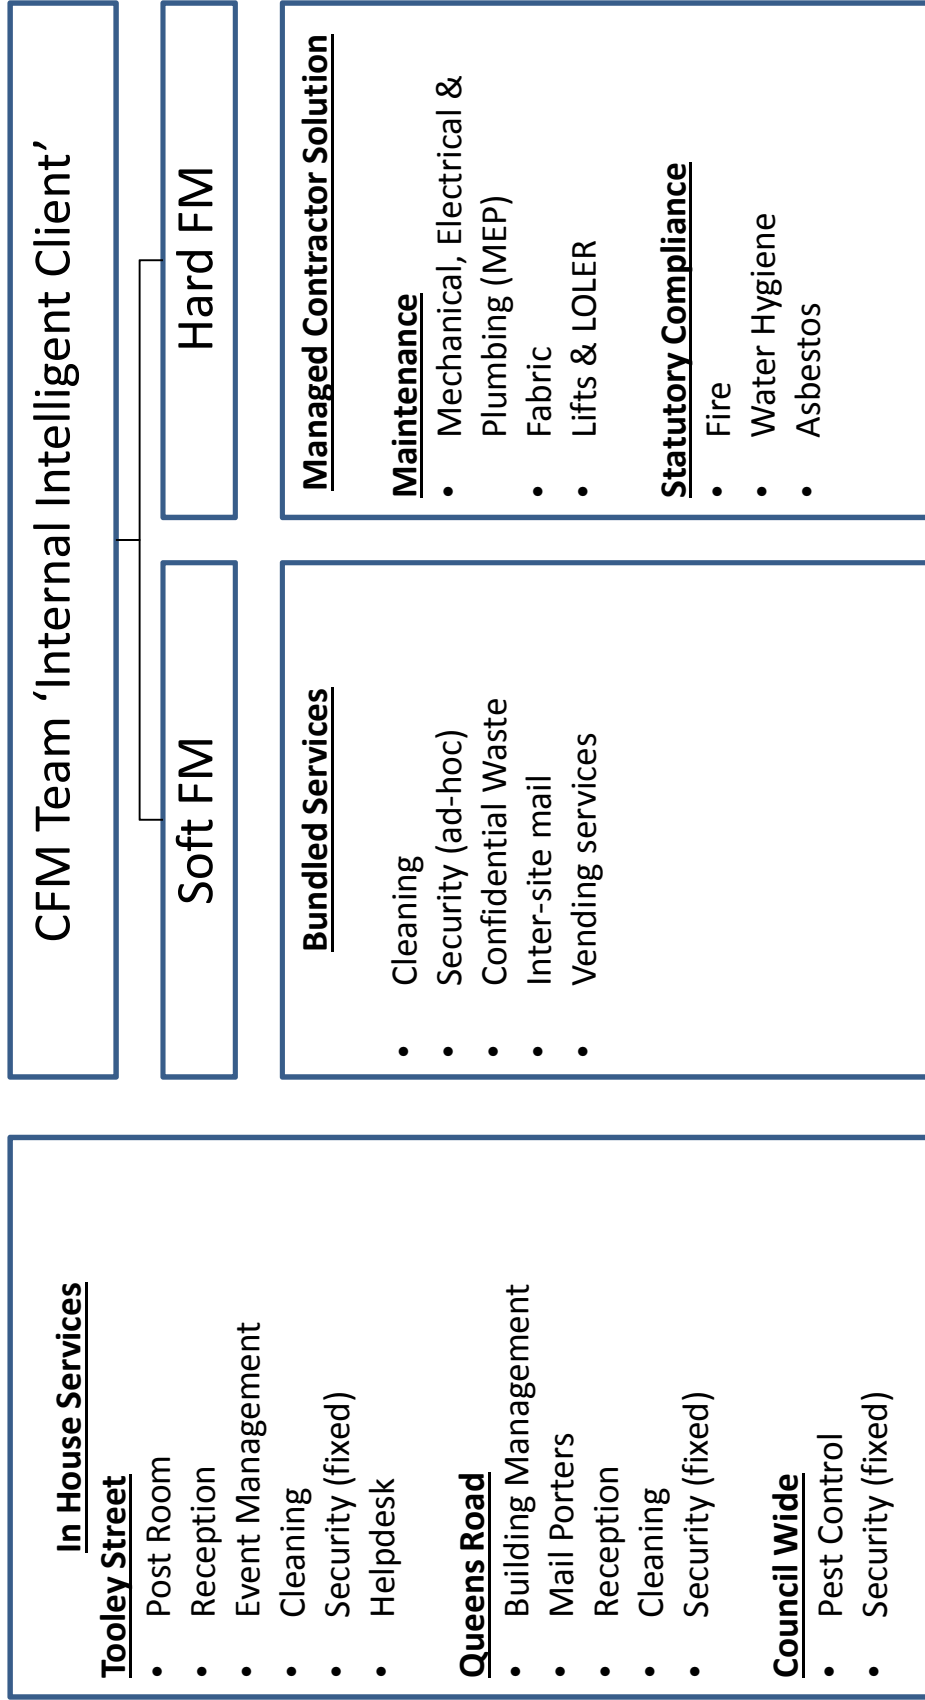 In House Services
Tooley Street
• Post Room
• Reception
• Event Management
• Cleaning
• Security (fixed)
• Helpdesk
Queens Road
• Building Management
• Mail Porters
• Reception
• Cleaning
• Security (fixed)
Council Wide
• Pest Control
• Security (fixed)
CFM Team ‘Internal Intelligent Client’
Soft FM
Bundled Services
• Cleaning
• Security (ad-hoc)
• Confidential Waste
• Inter-site mail
• Vending services
Hard FM
Managed Contractor Solution
Maintenance
• Mechanical, Electrical &
Plumbing (MEP)
• Fabric
• Lifts & LOLER
Statutory Compliance
• Fire
• Water Hygiene
• Asbestos